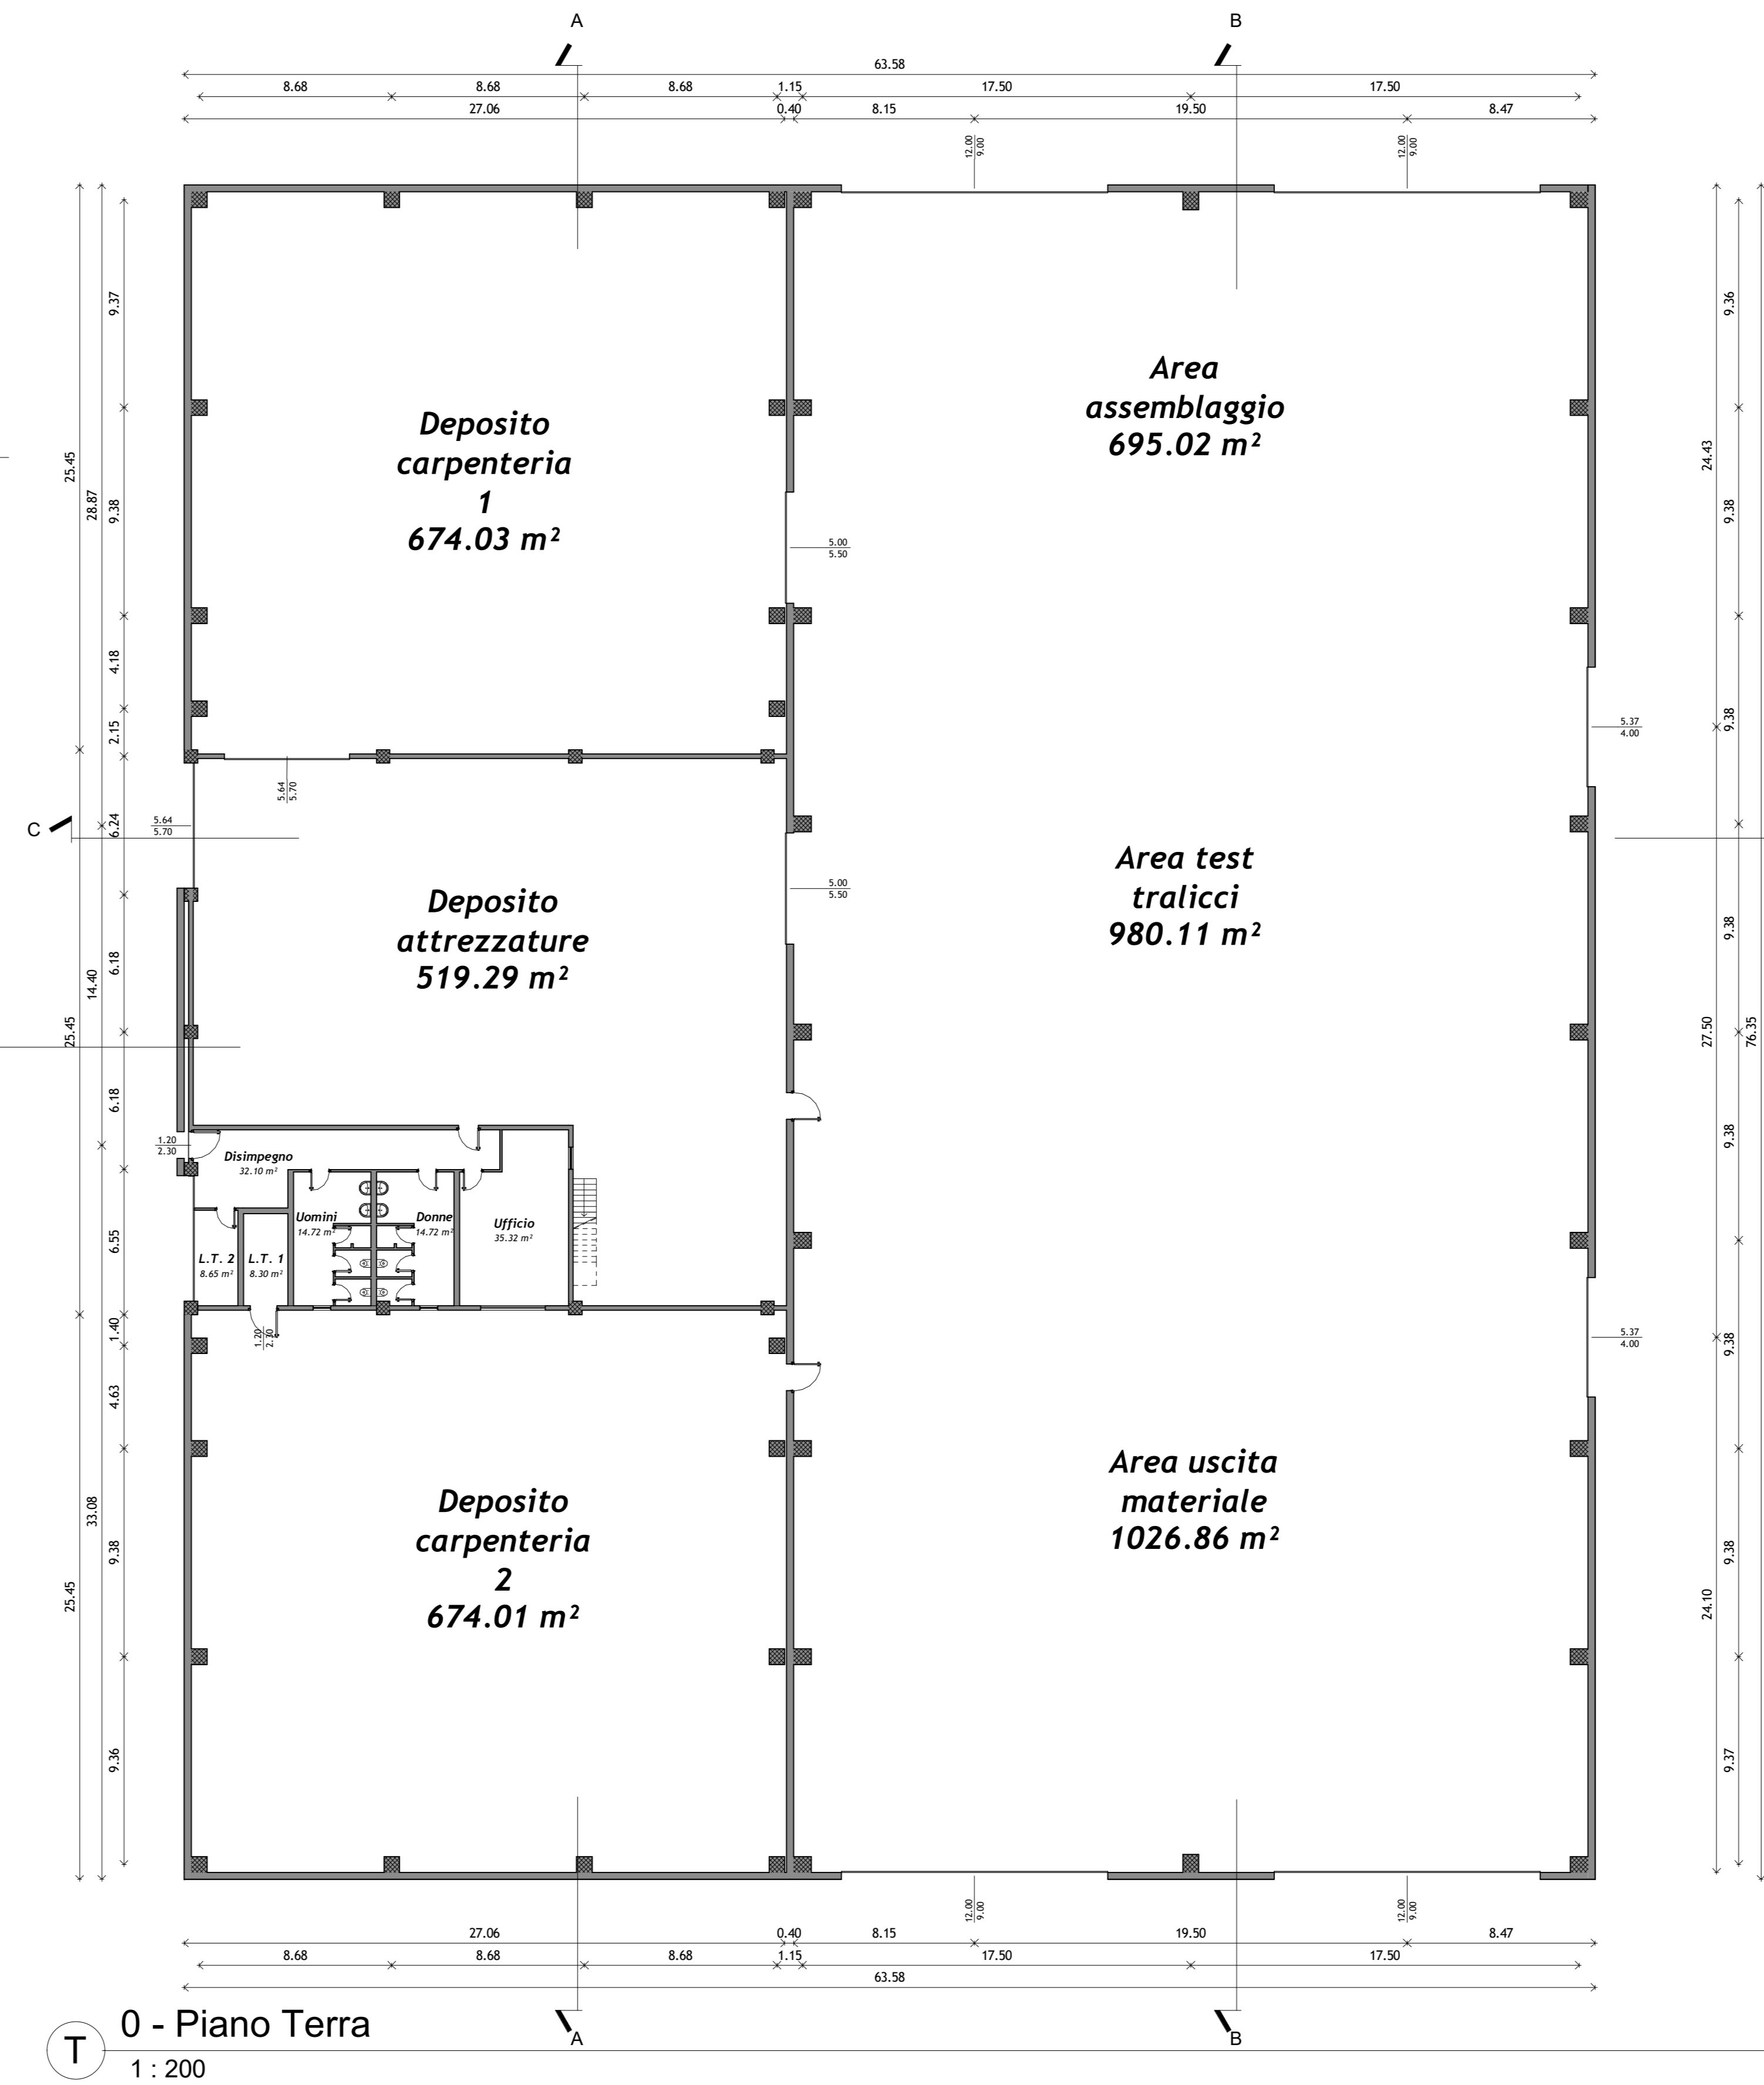 A
B
63.58
8.68
8.68
8.68
1.15
17.50
17.50
27.06
0.40
8.15
19.50
8.47
12.00
9.00
12.00
9.00
9.37
9.38
4.18
2.15
6.24
6.18
6.18
6.55
1.40
4.63
9.38
9.36
28.87
14.40
33.08
25.45
25.45
25.45
Deposito
carpenteria
1
674.03 m²
Area
assemblaggio
695.02 m²
5.00
5.50
5.64
5.70
5.64
5.70
C
Deposito
attrezzature
519.29 m²
5.00
5.50
Area test
tralicci
980.11 m²
5.37
4.00
1.20
2.30
Disimpegno
32.10 m²
Uomini
14.72 m²
Donne
14.72 m²
Ufficio
35.32 m²
L.T. 2
8.65 m²
L.T. 1
8.30 m²
1.20
2.30
5.37
4.00
Deposito
carpenteria
2
674.01 m²
Area uscita
materiale
1026.86 m²
24.43
27.50
24.10
9.36
9.38
9.38
9.38
9.38
9.38
9.38
9.37
76.35
12.00
9.00
12.00
9.00
27.06
0.40
8.15
19.50
8.47
8.68
8.68
8.68
1.15
17.50
17.50
63.58
A
B
T
0 - Piano Terra
1 : 200